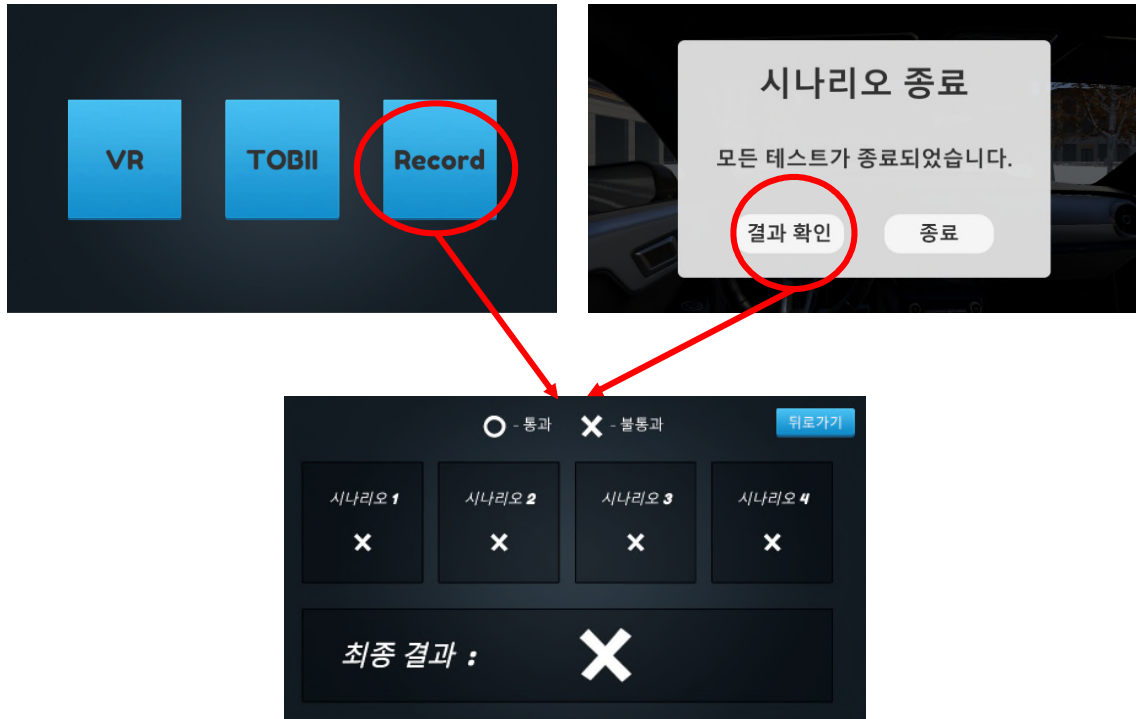 VR TOBII Record
시나리오 종료
모든 테스트가 종료되었습니다.
결과 확인 종료
- 통과 - 불통과 뒤로가기
시나리오 1 시나리오 2 시나리오 3 시나리오 4
최종 결과 :